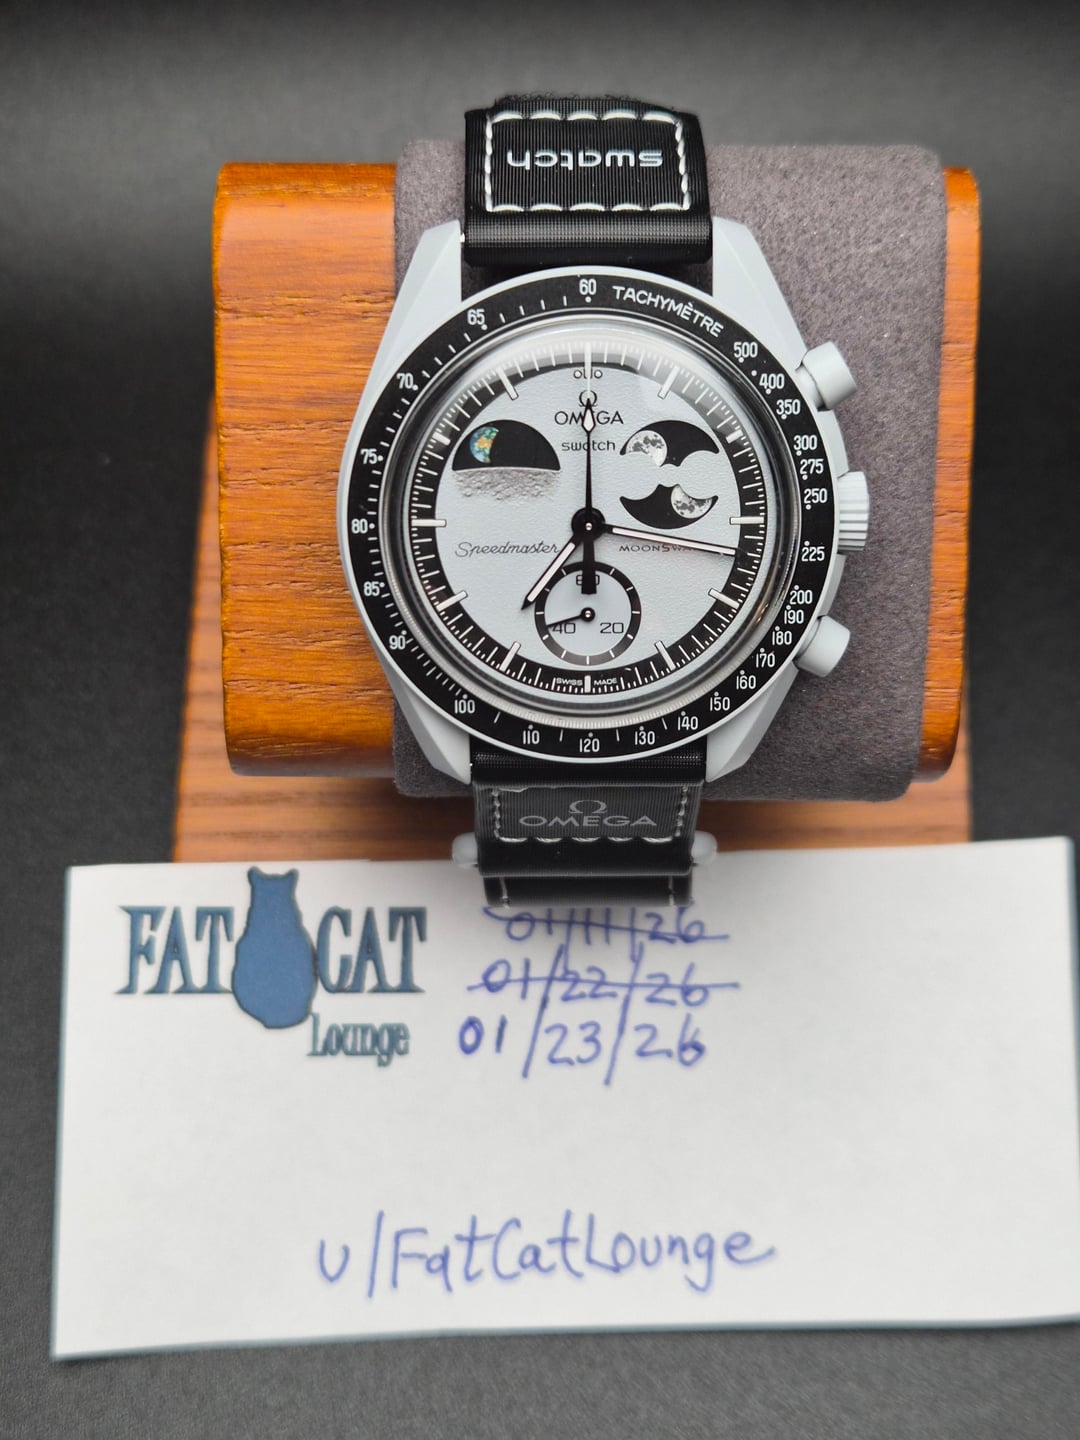 swatch
60 TACHYMÈTRE
65 500
70 400
350
75 300
275
80 250
85 225
90 200
100 190
110 180
120 170
130 160
140 150
OMEGA
swatch
Speedmaster
60
40 20
SWISS MADE
OMEGA
FAT CAT
Lounge
01/11/26
01/22/26
01/23/26
u/FatCatLounge